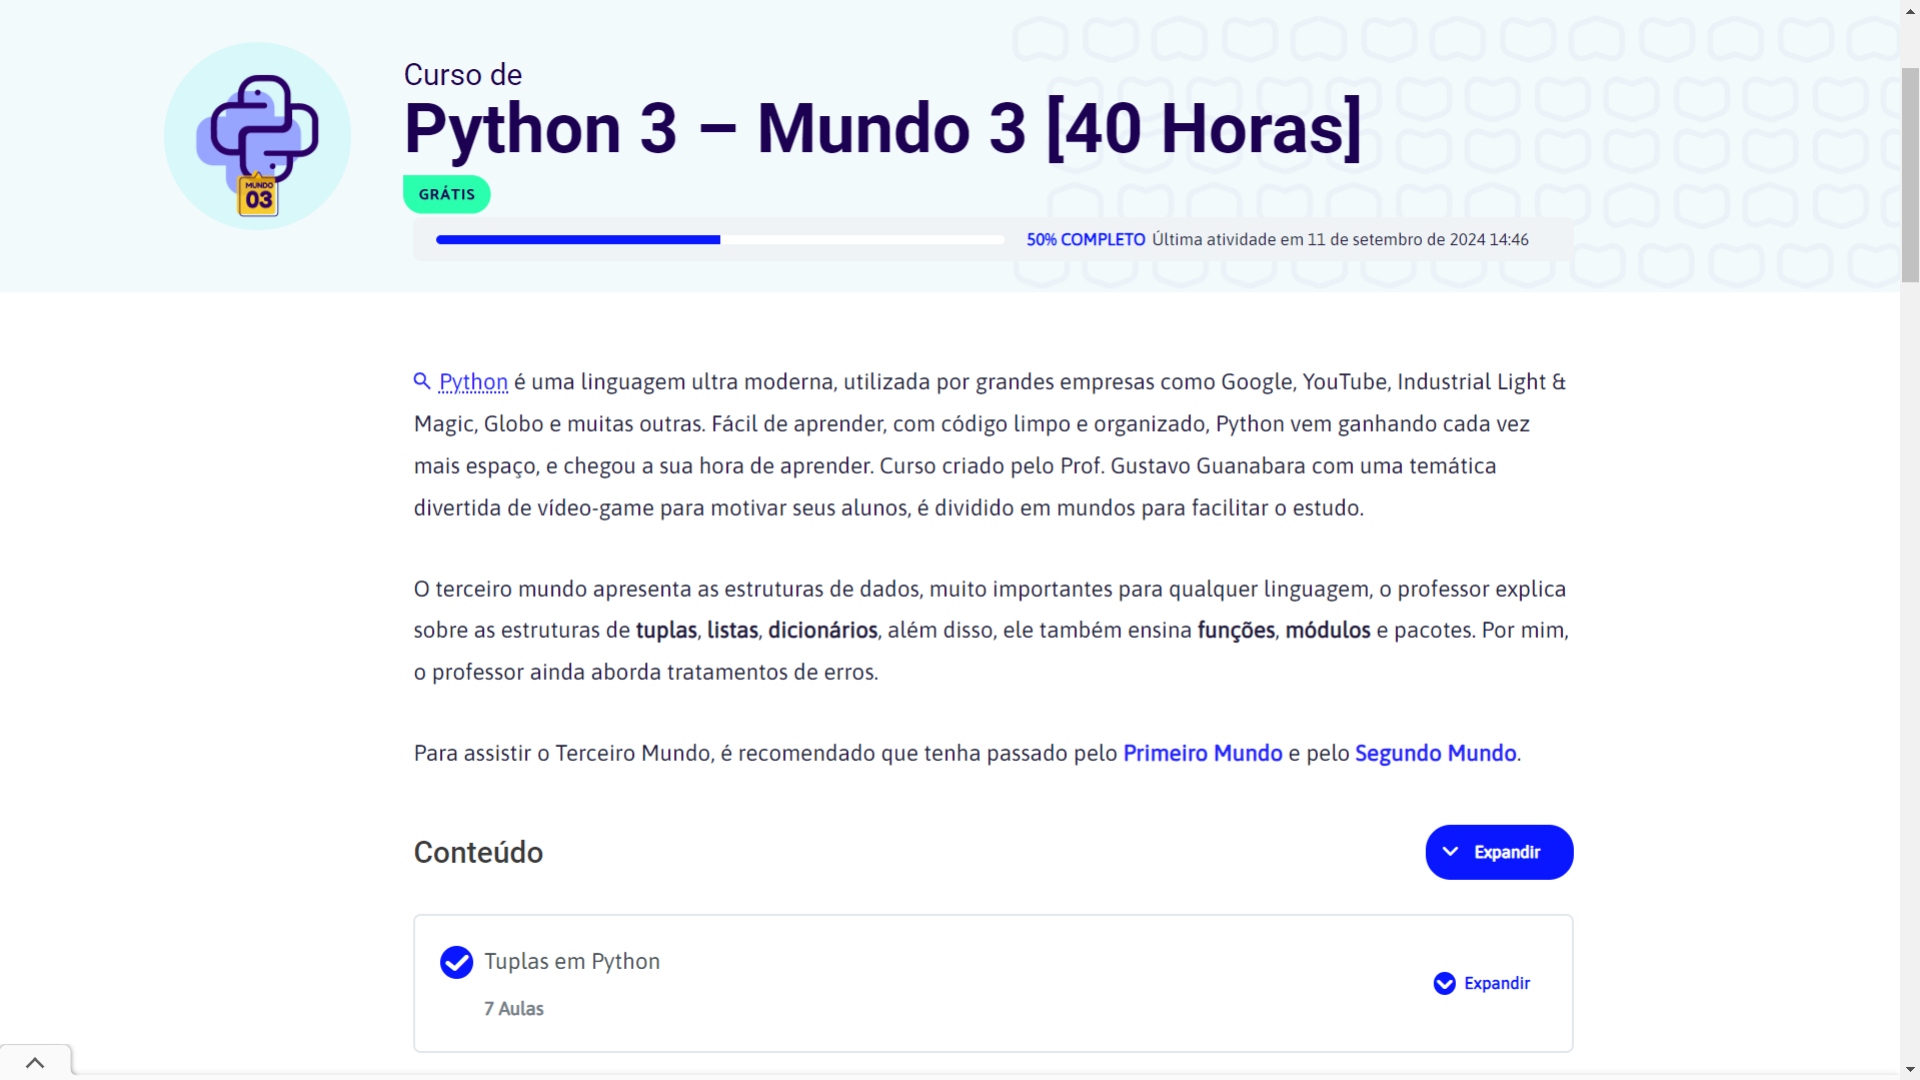 Curso de
Python 3 – Mundo 3 [40 Horas]
MUNDO
03
GRÁTIS
50% COMPLETO Última atividade em 11 de setembro de 2024 14:46
Python é uma linguagem ultra moderna, utilizada por grandes empresas como Google, YouTube, Industrial Light &
Magic, Globo e muitas outras. Fácil de aprender, com código limpo e organizado, Python vem ganhando cada vez
mais espaço, e chegou a sua hora de aprender. Curso criado pelo Prof. Gustavo Guanabara com uma temática
divertida de vídeo-game para motivar seus alunos, é dividido em mundos para facilitar o estudo.
O terceiro mundo apresenta as estruturas de dados, muito importantes para qualquer linguagem, o professor explica
sobre as estruturas de tuplas, listas, dicionários, além disso, ele também ensina funções, módulos e pacotes. Por mim,
o professor ainda aborda tratamentos de erros.
Para assistir o Terceiro Mundo, é recomendado que tenha passado pelo Primeiro Mundo e pelo Segundo Mundo.
Conteúdo
Expandir
Tuplas em Python
7 Aulas
Expandir